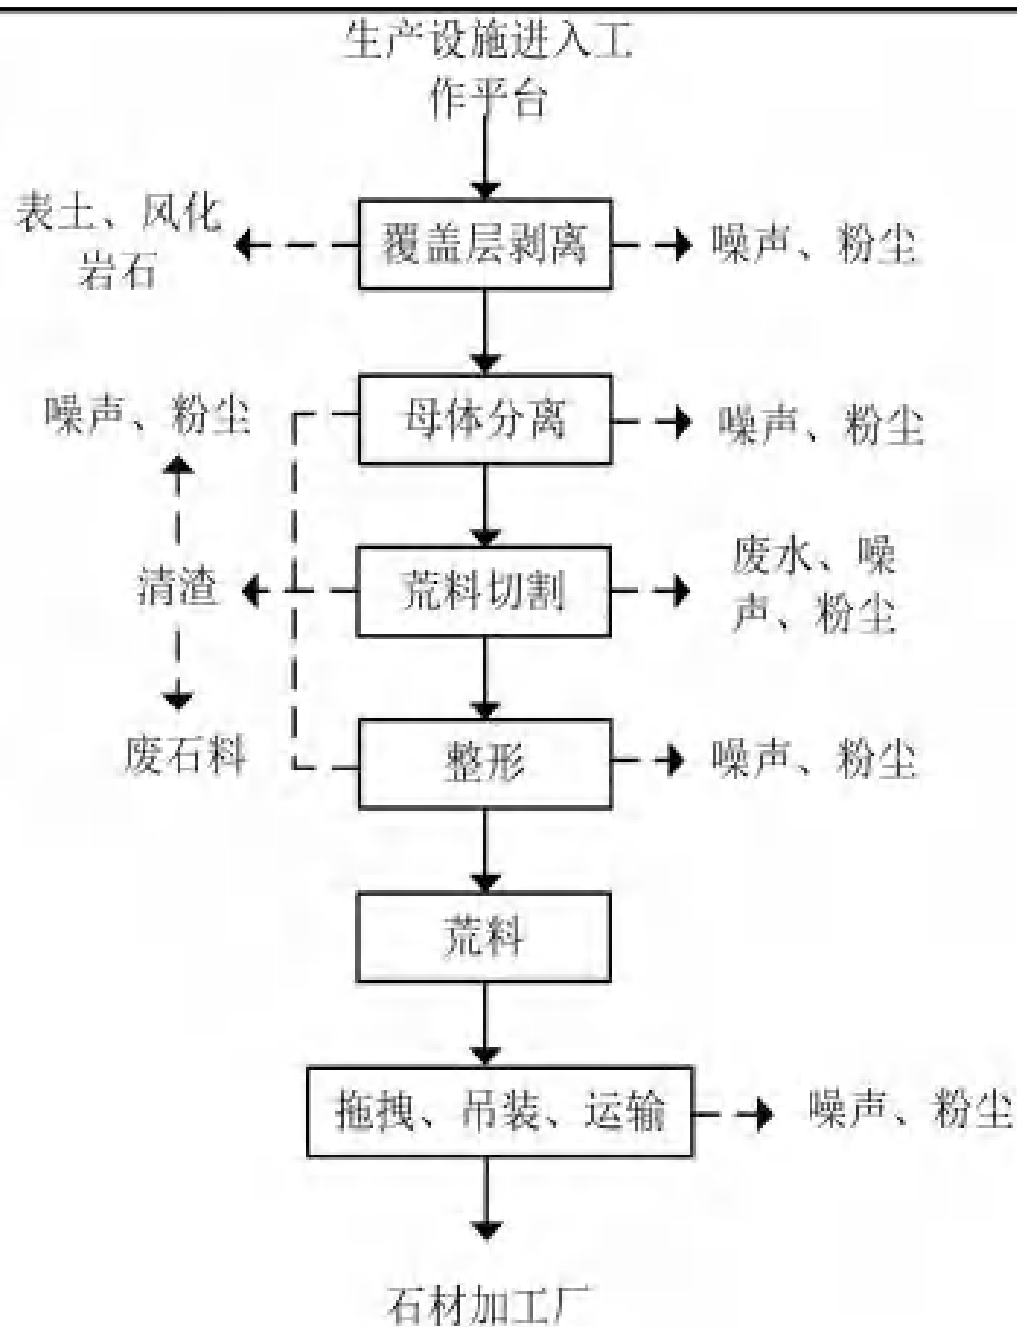 生产设施进入工
作平台
表土、风化
岩石
覆盖层剥离
噪声、粉尘
噪声、粉尘
母体分离
噪声、粉尘
清渣
荒料切割
废水、噪
声、粉尘
废石料
整形
噪声、粉尘
荒料
拖拽、吊装、运输
噪声、粉尘
石材加工厂